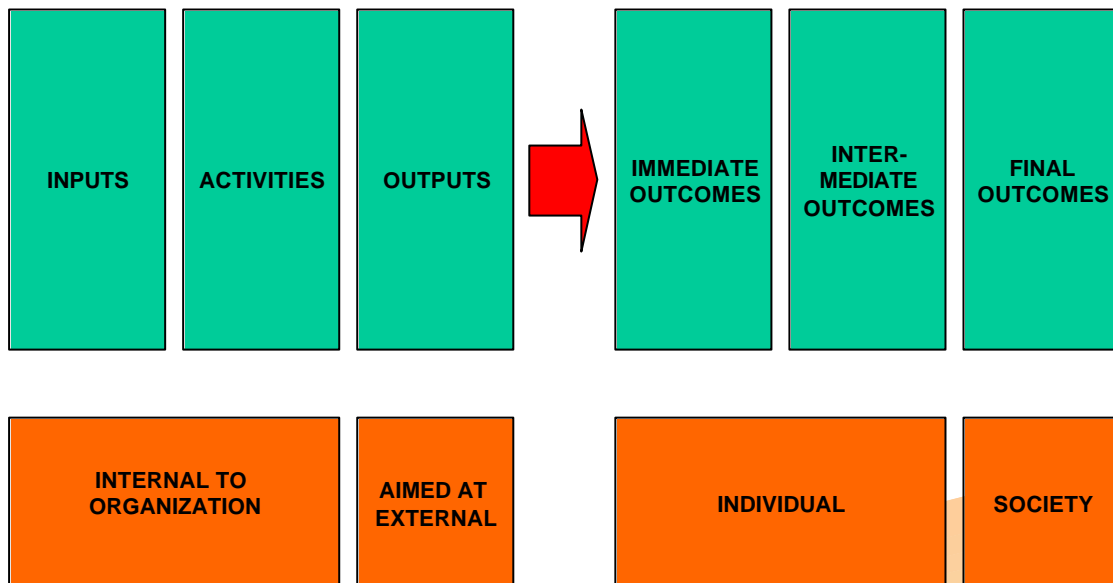 INPUTS
ACTIVITIES
OUTPUTS
IMMEDIATE
OUTCOMES
INTER-
MEDIATE
OUTCOMES
FINAL
OUTCOMES
INTERNAL TO
ORGANIZATION
AIMED AT
EXTERNAL
INDIVIDUAL
SOCIETY